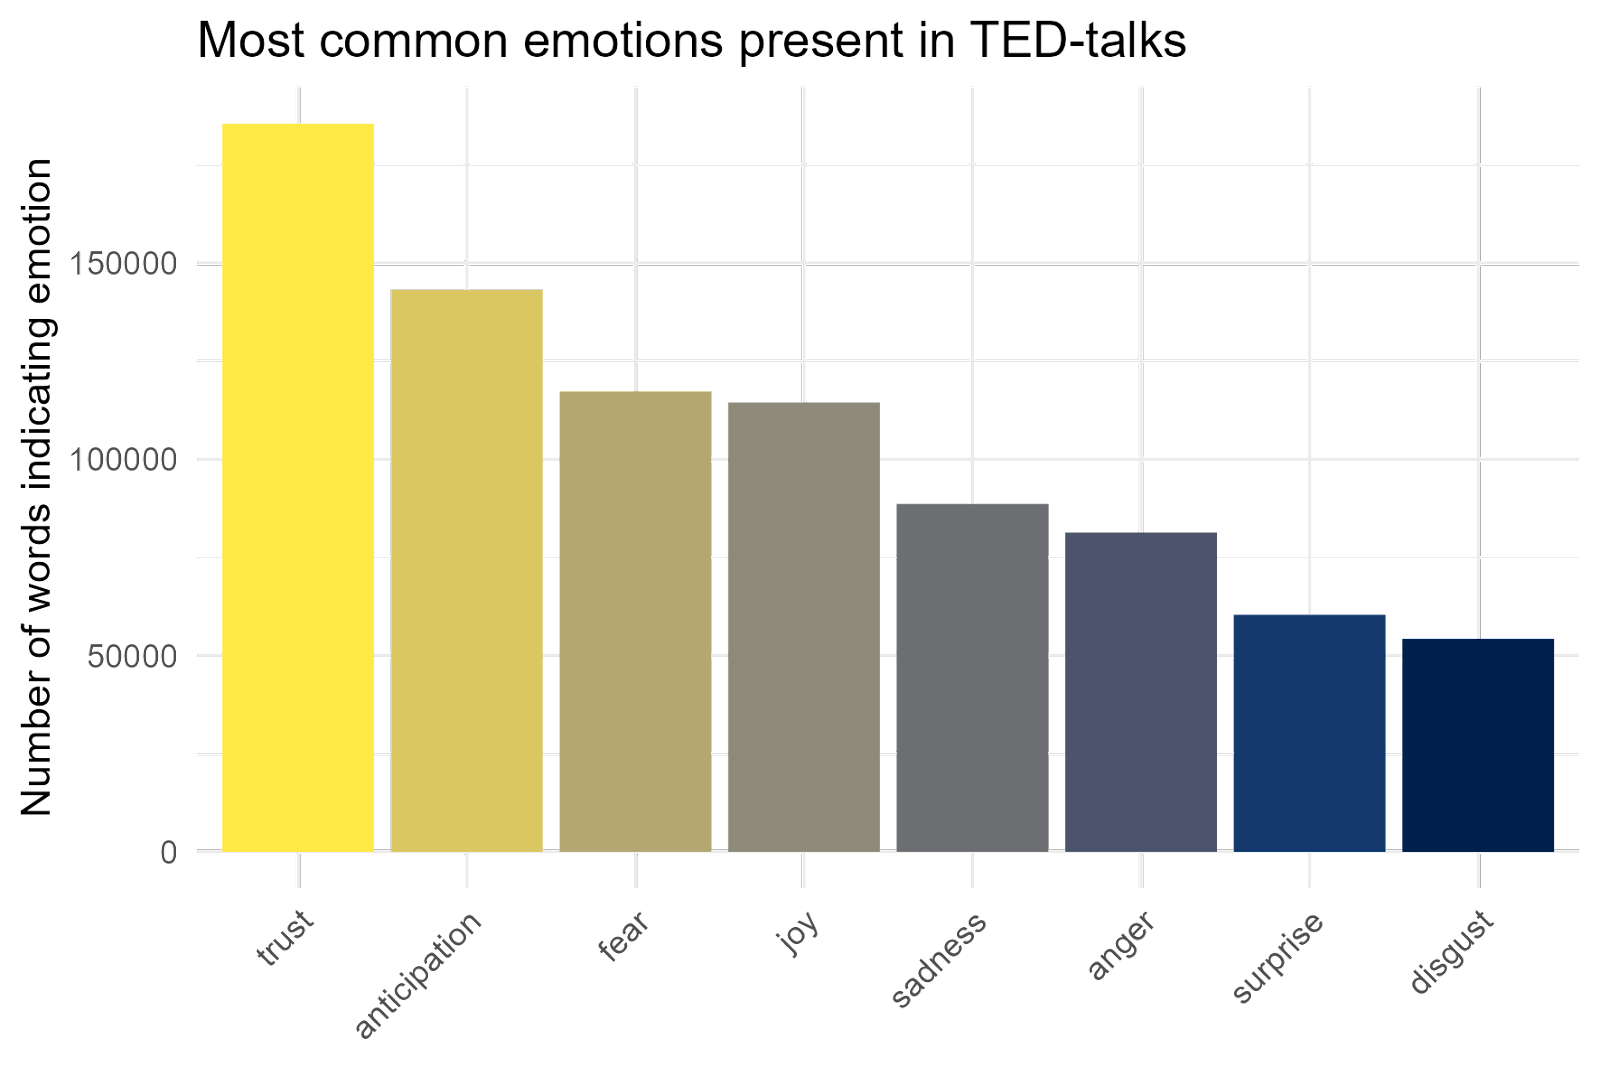 Most common emotions present in TED-talks
Number of words indicating emotion
150000
100000
50000
0
trust
anticipation
fear
joy
sadness
anger
surprise
disgust